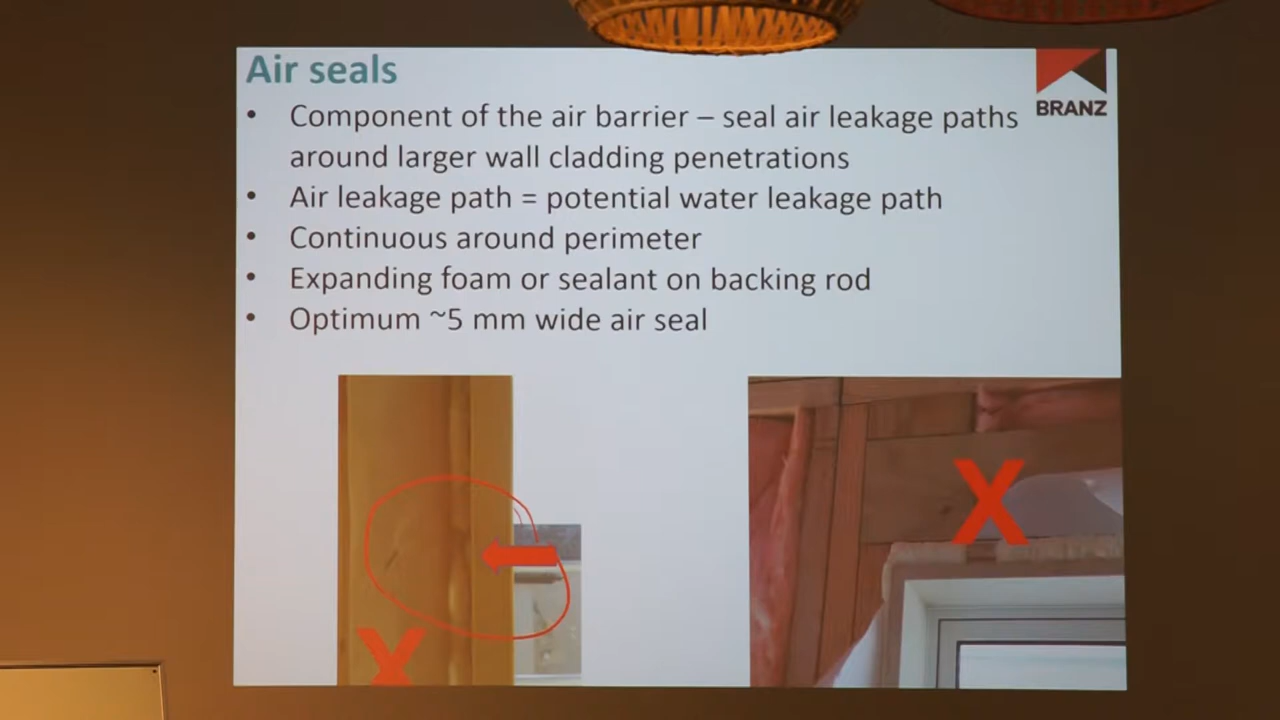 Air seals
BRANZ
• Component of the air barrier – seal air leakage paths
around larger wall cladding penetrations
• Air leakage path = potential water leakage path
• Continuous around perimeter
• Expanding foam or sealant on backing rod
• Optimum ~5 mm wide air seal
X
X